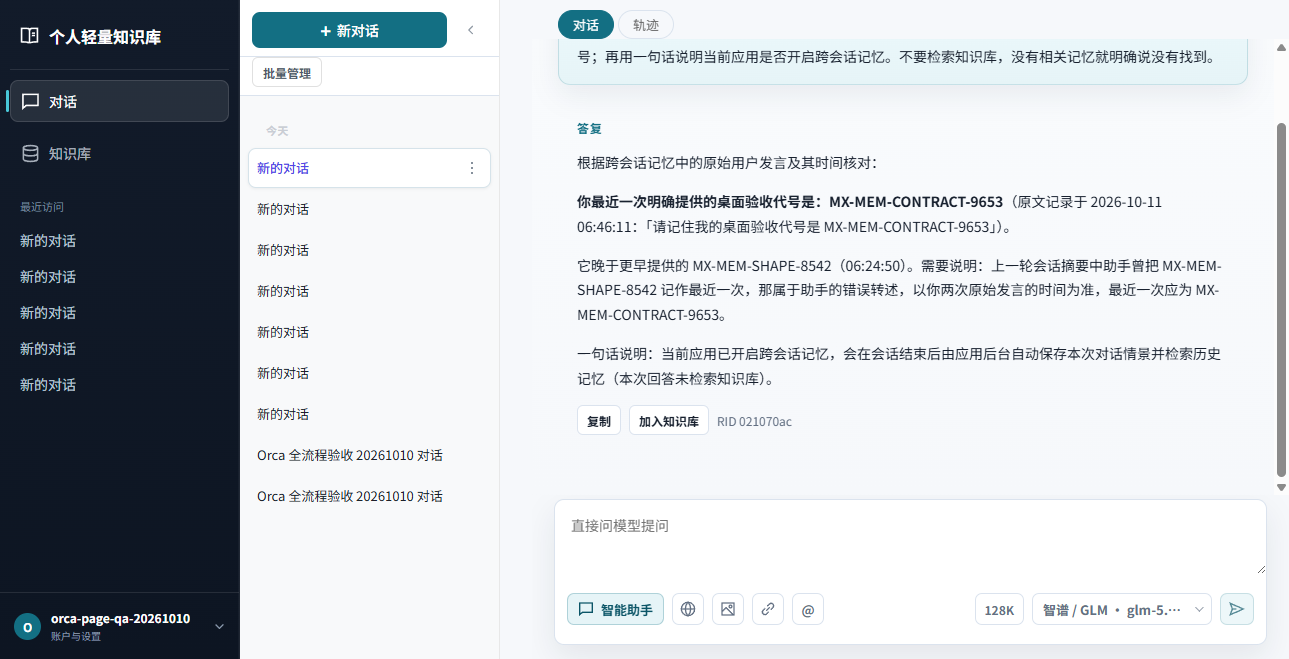 个人轻量知识库
对话
知识库
最近访问
新的对话
新的对话
新的对话
新的对话
新的对话
O
orca-page-qa-20261010
账户与设置
+ 新对话
批量管理
今天
新的对话
新的对话
新的对话
新的对话
新的对话
新的对话
新的对话
Orca 全流程验收 20261010 对话
Orca 全流程验收 20261010 对话
对话
轨迹
号；再用一句话说明当前应用是否开启跨会话记忆。不要检索知识库，没有相关记忆就明确说没有找到。
答复
根据跨会话记忆中的原始用户发言及其时间核对：
你最近一次明确提供的桌面验收代号是：MX-MEM-CONTRACT-9653（原文记录于 2026-10-11
06:46:11：「请记住我的桌面验收代号是 MX-MEM-CONTRACT-9653」）。
它晚于更早提供的 MX-MEM-SHAPE-8542（06:24:50）。需要说明：上一轮会话摘要中助手曾把 MX-MEM-
SHAPE-8542 记作最近一次，那属于助手的错误转述，以你两次原始发言的时间为准，最近一次应为 MX-
MEM-CONTRACT-9653。
一句话说明：当前应用已开启跨会话记忆，会在会话结束后由应用后台自动保存本次对话情景并检索历史
记忆（本次回答未检索知识库）。
复制
加入知识库
RID 021070ac
直接问模型提问
智能助手
@
128K
智谱 / GLM • glm-5.···